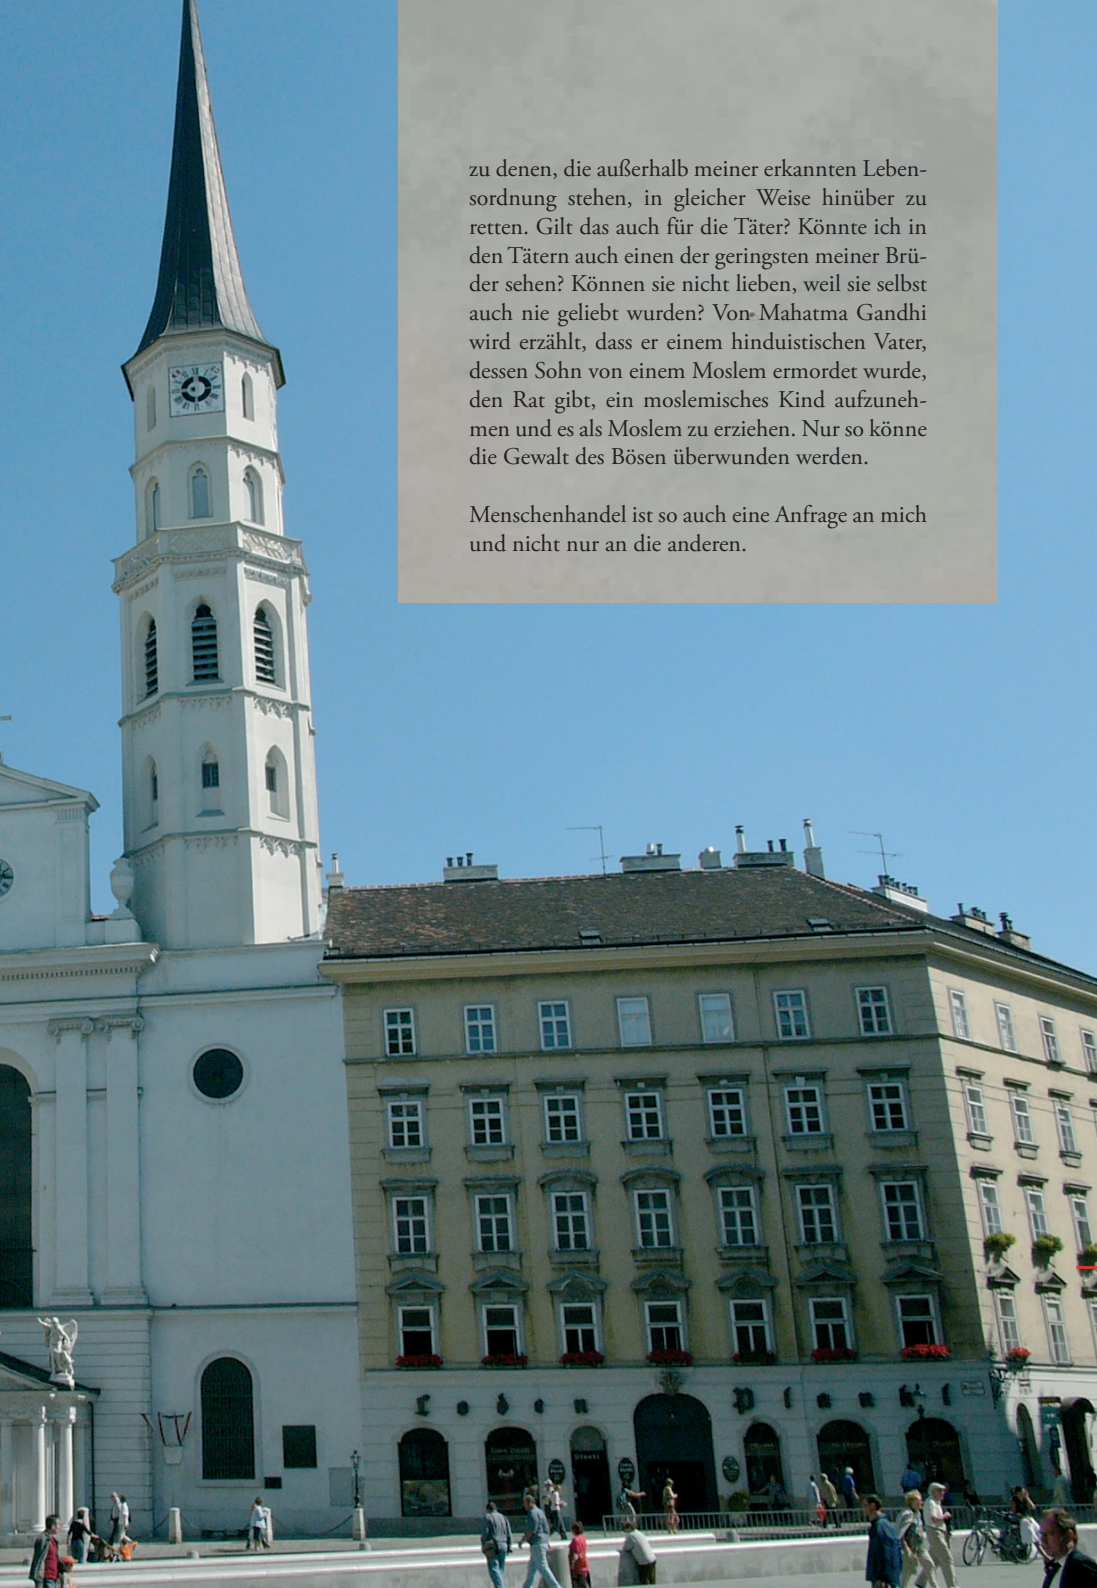 zu denen, die außerhalb meiner erkannten Leben-
sordnung stehen, in gleicher Weise hinüber zu
retten. Gilt das auch für die Täter? Könnte ich in
den Tätern auch einen der geringsten meiner Brü-
der sehen? Können sie nicht lieben, weil sie selbst
auch nie geliebt wurden? Von Mahatma Gandhi
wird erzählt, dass er einem hinduistischen Vater,
dessen Sohn von einem Moslem ermordet wurde,
den Rat gibt, ein moslemisches Kind aufzuneh-
men und es als Moslem zu erziehen. Nur so könne
die Gewalt des Bösen überwunden werden.
Menschenhandel ist so auch eine Anfrage an mich
und nicht nur an die anderen.
Loden Plankl
Plankl